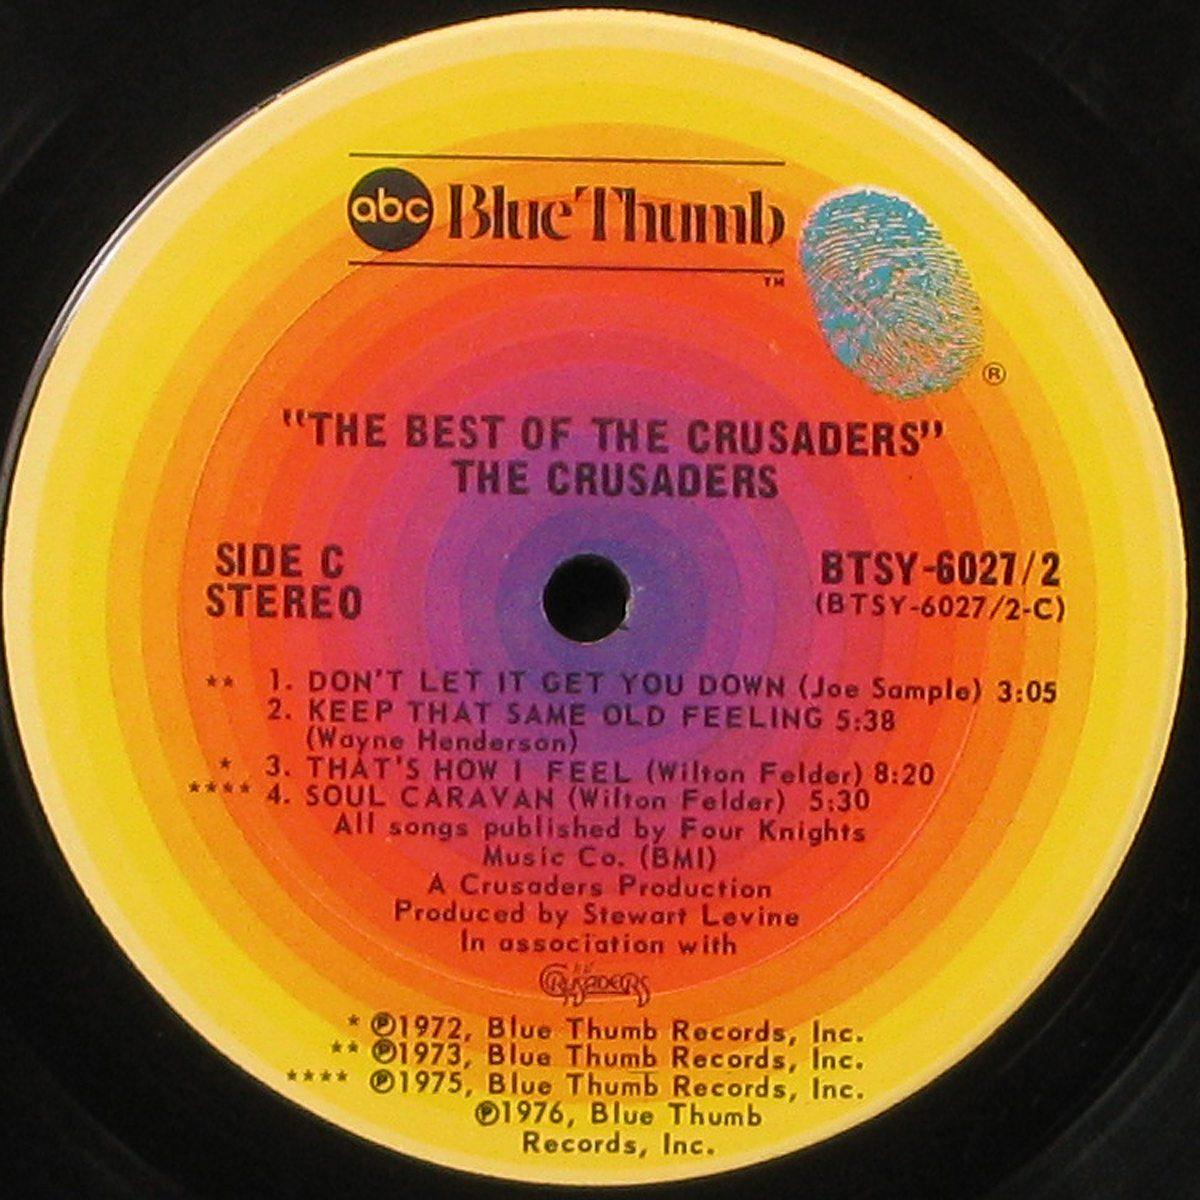 abc Blue Thumb
TM
®
"THE BEST OF THE CRUSADERS"
THE CRUSADERS
SIDE C
STEREO
BTSY-6027/2
(BTSY-6027/2-C)
** 1. DON'T LET IT GET YOU DOWN (Joe Sample) 3:05
2. KEEP THAT SAME OLD FEELING 5:38
(Wayne Henderson)
* 3. THAT'S HOW I FEEL (Wilton Felder) 8:20
**** 4. SOUL CARAVAN (Wilton Felder) 5:30
All songs published by Four Knights
Music Co. (BMI)
A Crusaders Production
Produced by Stewart Levine
In association with
CRUSADERS
* ℗1972, Blue Thumb Records, Inc.
** ℗1973, Blue Thumb Records, Inc.
**** ℗1975, Blue Thumb Records, Inc.
℗1976, Blue Thumb
Records, Inc.